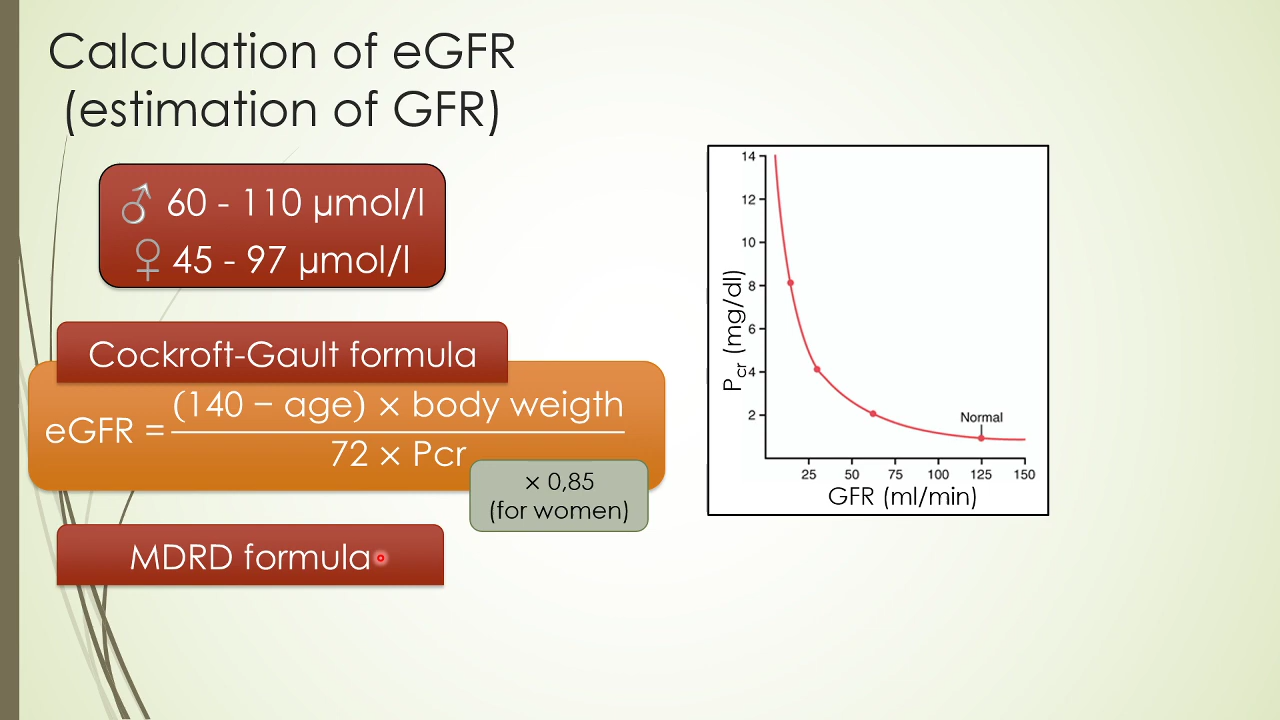 Calculation of eGFR
(estimation of GFR)
♂ 60 - 110 µmol/l
♀ 45 - 97 µmol/l
Cockroft-Gault formula
eGFR = (140 − age) × body weigth
72 × Pcr
× 0,85
(for women)
MDRD formula
14
12
10
8
6
4
2
Pcr (mg/dl)
Normal
25 50 75 100 125 150
GFR (ml/min)